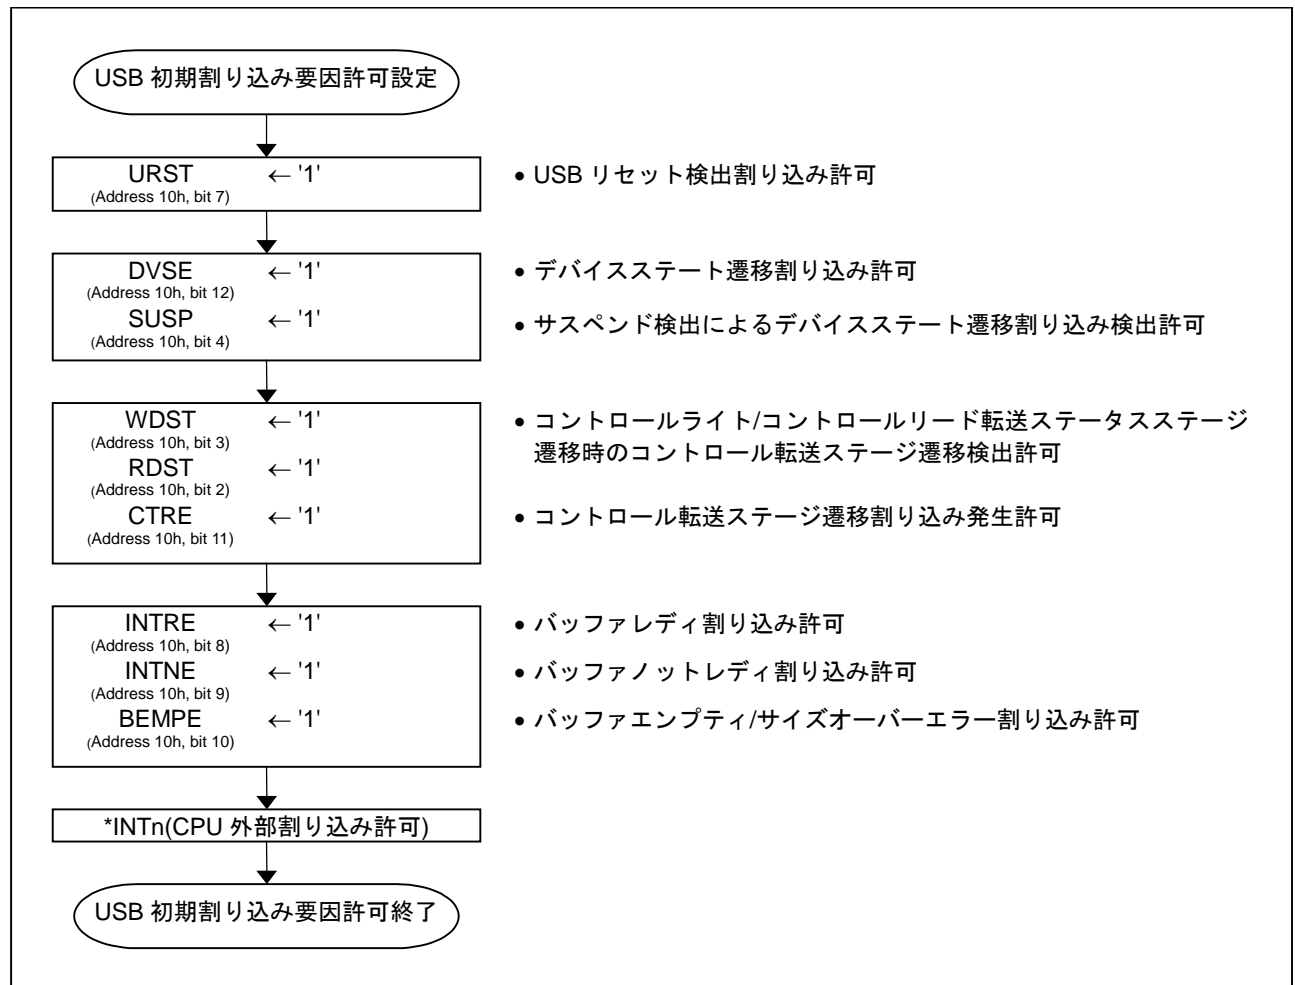 USB 初期割り込み要因許可設定
URST ← '1' • USB リセット検出割り込み許可
(Address 10h, bit 7)
DVSE ← '1' • デバイスステート遷移割り込み許可
(Address 10h, bit 12)
SUSP ← '1' • サスペンド検出によるデバイスステート遷移割り込み検出許可
(Address 10h, bit 4)
WDST ← '1' • コントロールライト/コントロールリード転送ステータスステージ
(Address 10h, bit 3) 遷移時のコントロール転送ステージ遷移検出許可
RDST ← '1'
(Address 10h, bit 2)
CTRE ← '1' • コントロール転送ステージ遷移割り込み発生許可
(Address 10h, bit 11)
INTRE ← '1' • バッファレディ割り込み許可
(Address 10h, bit 8)
INTNE ← '1' • バッファノットレディ割り込み許可
(Address 10h, bit 9)
BEMPE ← '1' • バッファエンプティ/サイズオーバーエラー割り込み許可
(Address 10h, bit 10)
*INTn(CPU 外部割り込み許可)
USB 初期割り込み要因許可終了